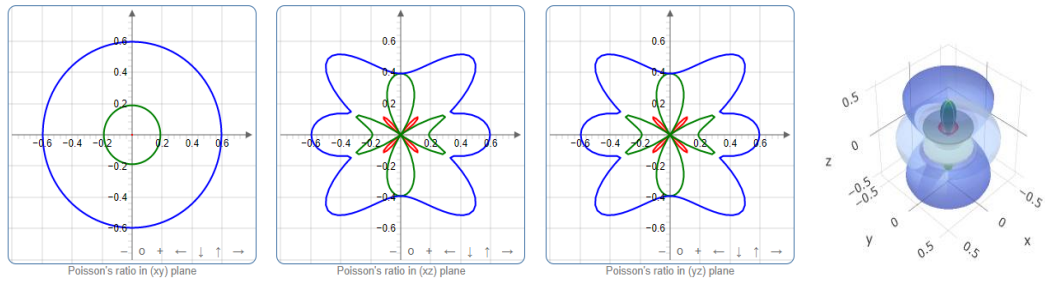 0.6
0.4
0.2
−0.6 −0.4 −0.2 0.2 0.4 0.6
−0.2
−0.4
−0.6
− o + ← ↓ ↑ →
Poisson's ratio in (xy) plane
0.6
0.4
0.2
−0.6 −0.4 −0.2 0.2 0.4 0.6
−0.2
−0.4
−0.6
− o + ← ↓ ↑ →
Poisson's ratio in (xz) plane
0.6
0.4
0.2
−0.6 −0.4 −0.2 0.2 0.4 0.6
−0.2
−0.4
−0.6
− o + ← ↓ ↑ →
Poisson's ratio in (yz) plane
0.5
z 0
−0.5
−0.5 −0.5
y 0 0 x
0.5 0.5